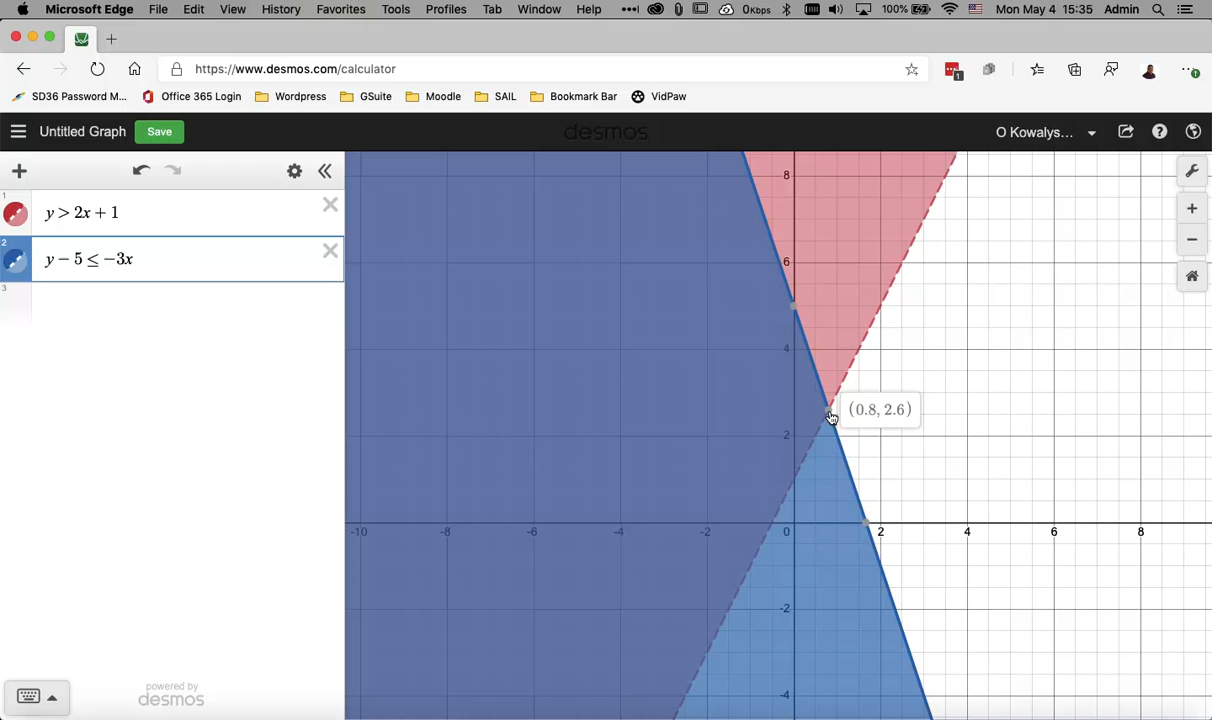 Microsoft Edge File Edit View History Favorites Tools Profiles Tab Window Help 0 Kbps 100% Mon May 4 15:35 Admin
https://www.desmos.com/calculator
1
SD36 Password M... Office 365 Login Wordpress GSuite Moodle SAIL Bookmark Bar VidPaw
Untitled Graph Save desmos O Kowalys...
1
y > 2x + 1
2
y − 5 ≤ −3x
3
8
6
4
(0.8, 2.6)
2
-10 -8 -6 -4 -2 0 2 4 6 8
-2
-4
powered by
desmos